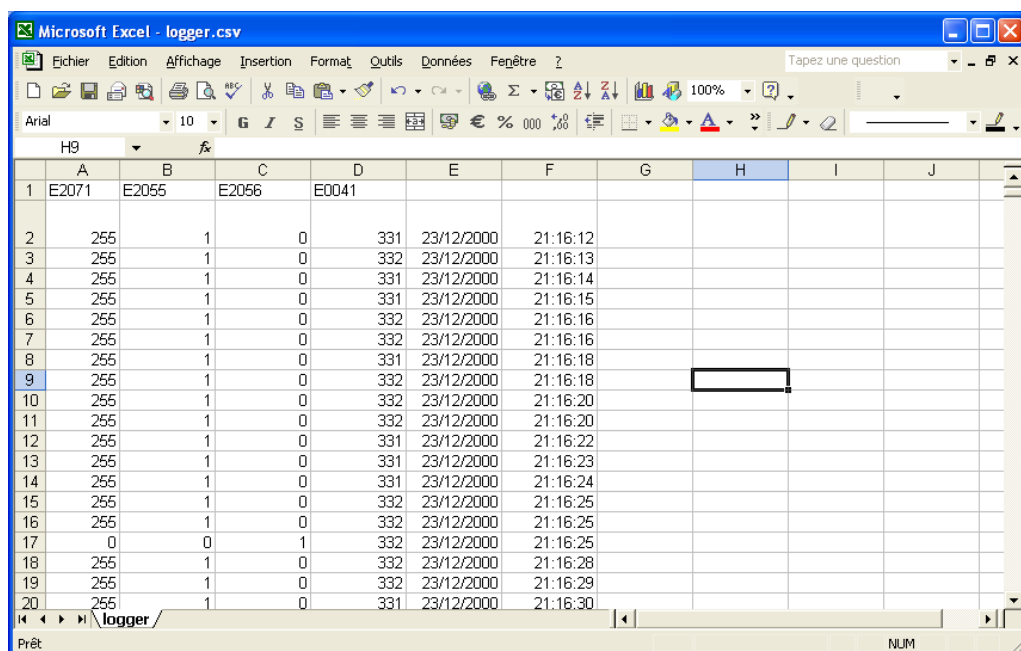 Microsoft Excel - logger.csv
Fichier Edition Affichage Insertion Format Outils Données Fenêtre ? Tapez une question
100%
Arial 10 G I S € % 000
H9 fx
A B C D E F G H I J
1 E2071 E2055 E2056 E0041
2 255 1 0 331 23/12/2000 21:16:12
3 255 1 0 332 23/12/2000 21:16:13
4 255 1 0 331 23/12/2000 21:16:14
5 255 1 0 331 23/12/2000 21:16:15
6 255 1 0 332 23/12/2000 21:16:16
7 255 1 0 332 23/12/2000 21:16:16
8 255 1 0 331 23/12/2000 21:16:18
9 255 1 0 332 23/12/2000 21:16:18
10 255 1 0 332 23/12/2000 21:16:20
11 255 1 0 332 23/12/2000 21:16:20
12 255 1 0 331 23/12/2000 21:16:22
13 255 1 0 331 23/12/2000 21:16:23
14 255 1 0 331 23/12/2000 21:16:24
15 255 1 0 332 23/12/2000 21:16:25
16 255 1 0 332 23/12/2000 21:16:25
17 0 0 1 332 23/12/2000 21:16:25
18 255 1 0 332 23/12/2000 21:16:28
19 255 1 0 332 23/12/2000 21:16:29
20 255 1 0 331 23/12/2000 21:16:30
logger
Prêt NUM